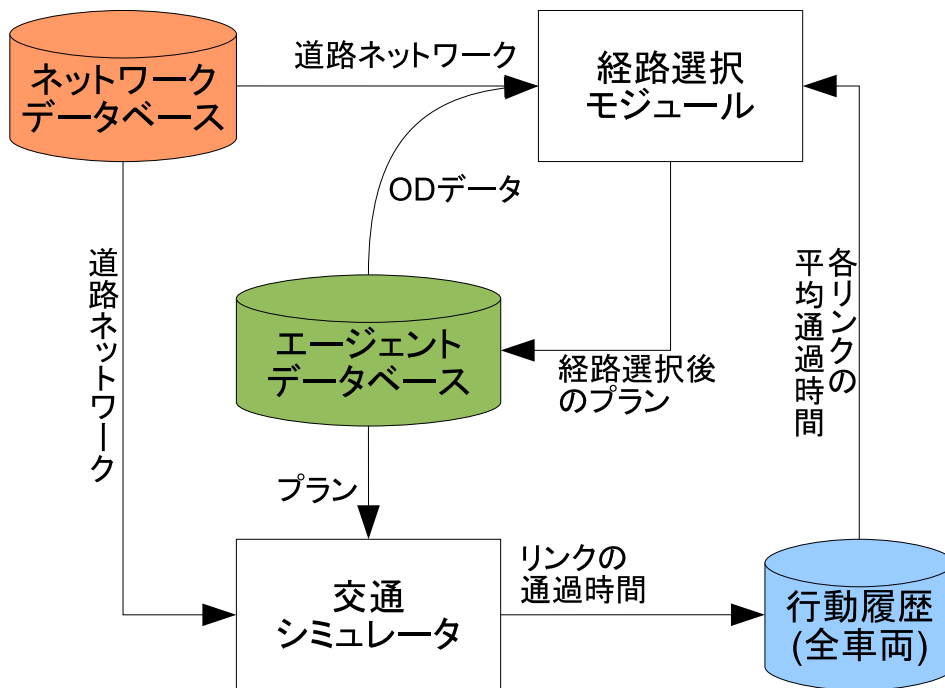 ネットワーク
データベース
道路ネットワーク
経路選択
モジュール
ODデータ
道路ネットワーク
各リンクの
平均通過時間
エージェント
データベース
経路選択後
のプラン
プラン
交通
シミュレータ
リンクの
通過時間
行動履歴
(全車両)